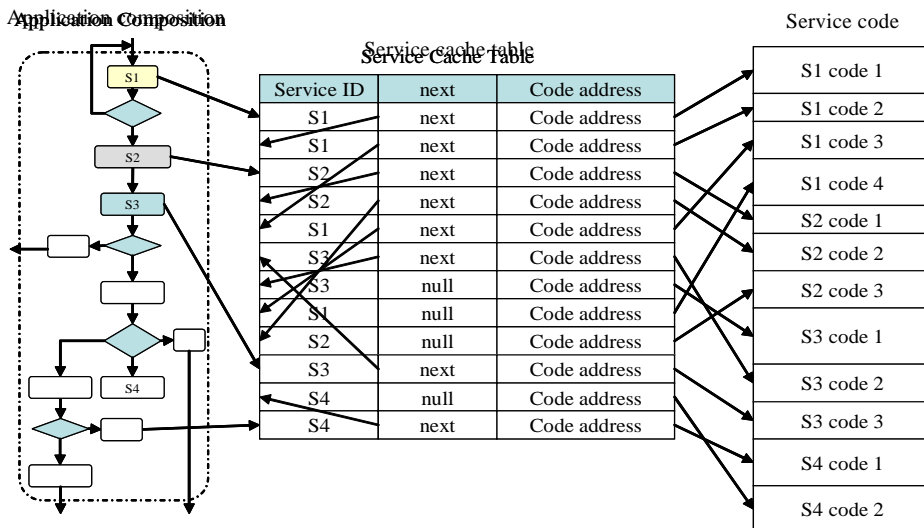 Application composition
Application Composition
Service cache table
Service Cache Table
Service code
S1
S2
S3
S4
Service ID next Code address
S1 next Code address
S1 next Code address
S2 next Code address
S2 next Code address
S1 next Code address
S3 next Code address
S3 null Code address
S1 null Code address
S2 null Code address
S3 next Code address
S4 null Code address
S4 next Code address
S1 code 1
S1 code 2
S1 code 3
S1 code 4
S2 code 1
S2 code 2
S2 code 3
S3 code 1
S3 code 2
S3 code 3
S4 code 1
S4 code 2